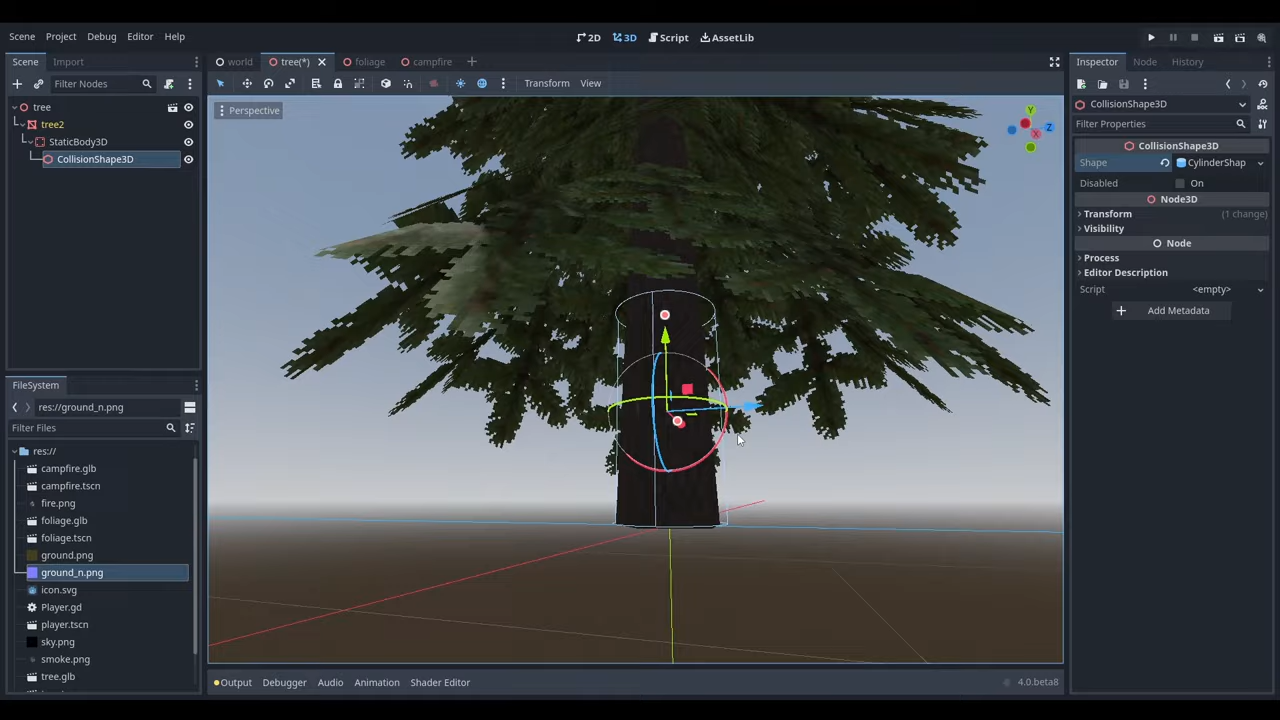 Scene Project Debug Editor Help
2D 3D Script AssetLib
Scene Import
world tree(*) foliage campfire
Inspector Node History
Filter Nodes
Transform View
tree
tree2
StaticBody3D
CollisionShape3D
Perspective
Y
Z
X
CollisionShape3D
Filter Properties
CollisionShape3D
Shape CylinderShap
Disabled On
Node3D
Transform (1 change)
Visibility
Node
Process
Editor Description
Script <empty>
Add Metadata
FileSystem
res://ground_n.png
Filter Files
res://
campfire.glb
campfire.tscn
fire.png
foliage.glb
foliage.tscn
ground.png
ground_n.png
icon.svg
Player.gd
player.tscn
sky.png
smoke.png
tree.glb
Output Debugger Audio Animation Shader Editor
4.0.beta8